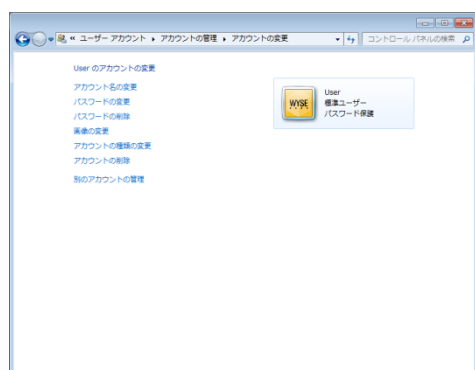 « ユーザー アカウント ▸ アカウントの管理 ▸ アカウントの変更
コントロール パネルの検索
User のアカウントの変更
アカウント名の変更
パスワードの変更
パスワードの削除
画像の変更
アカウントの種類の変更
アカウントの削除
別のアカウントの管理
WYSE
User
標準ユーザー
パスワード保護